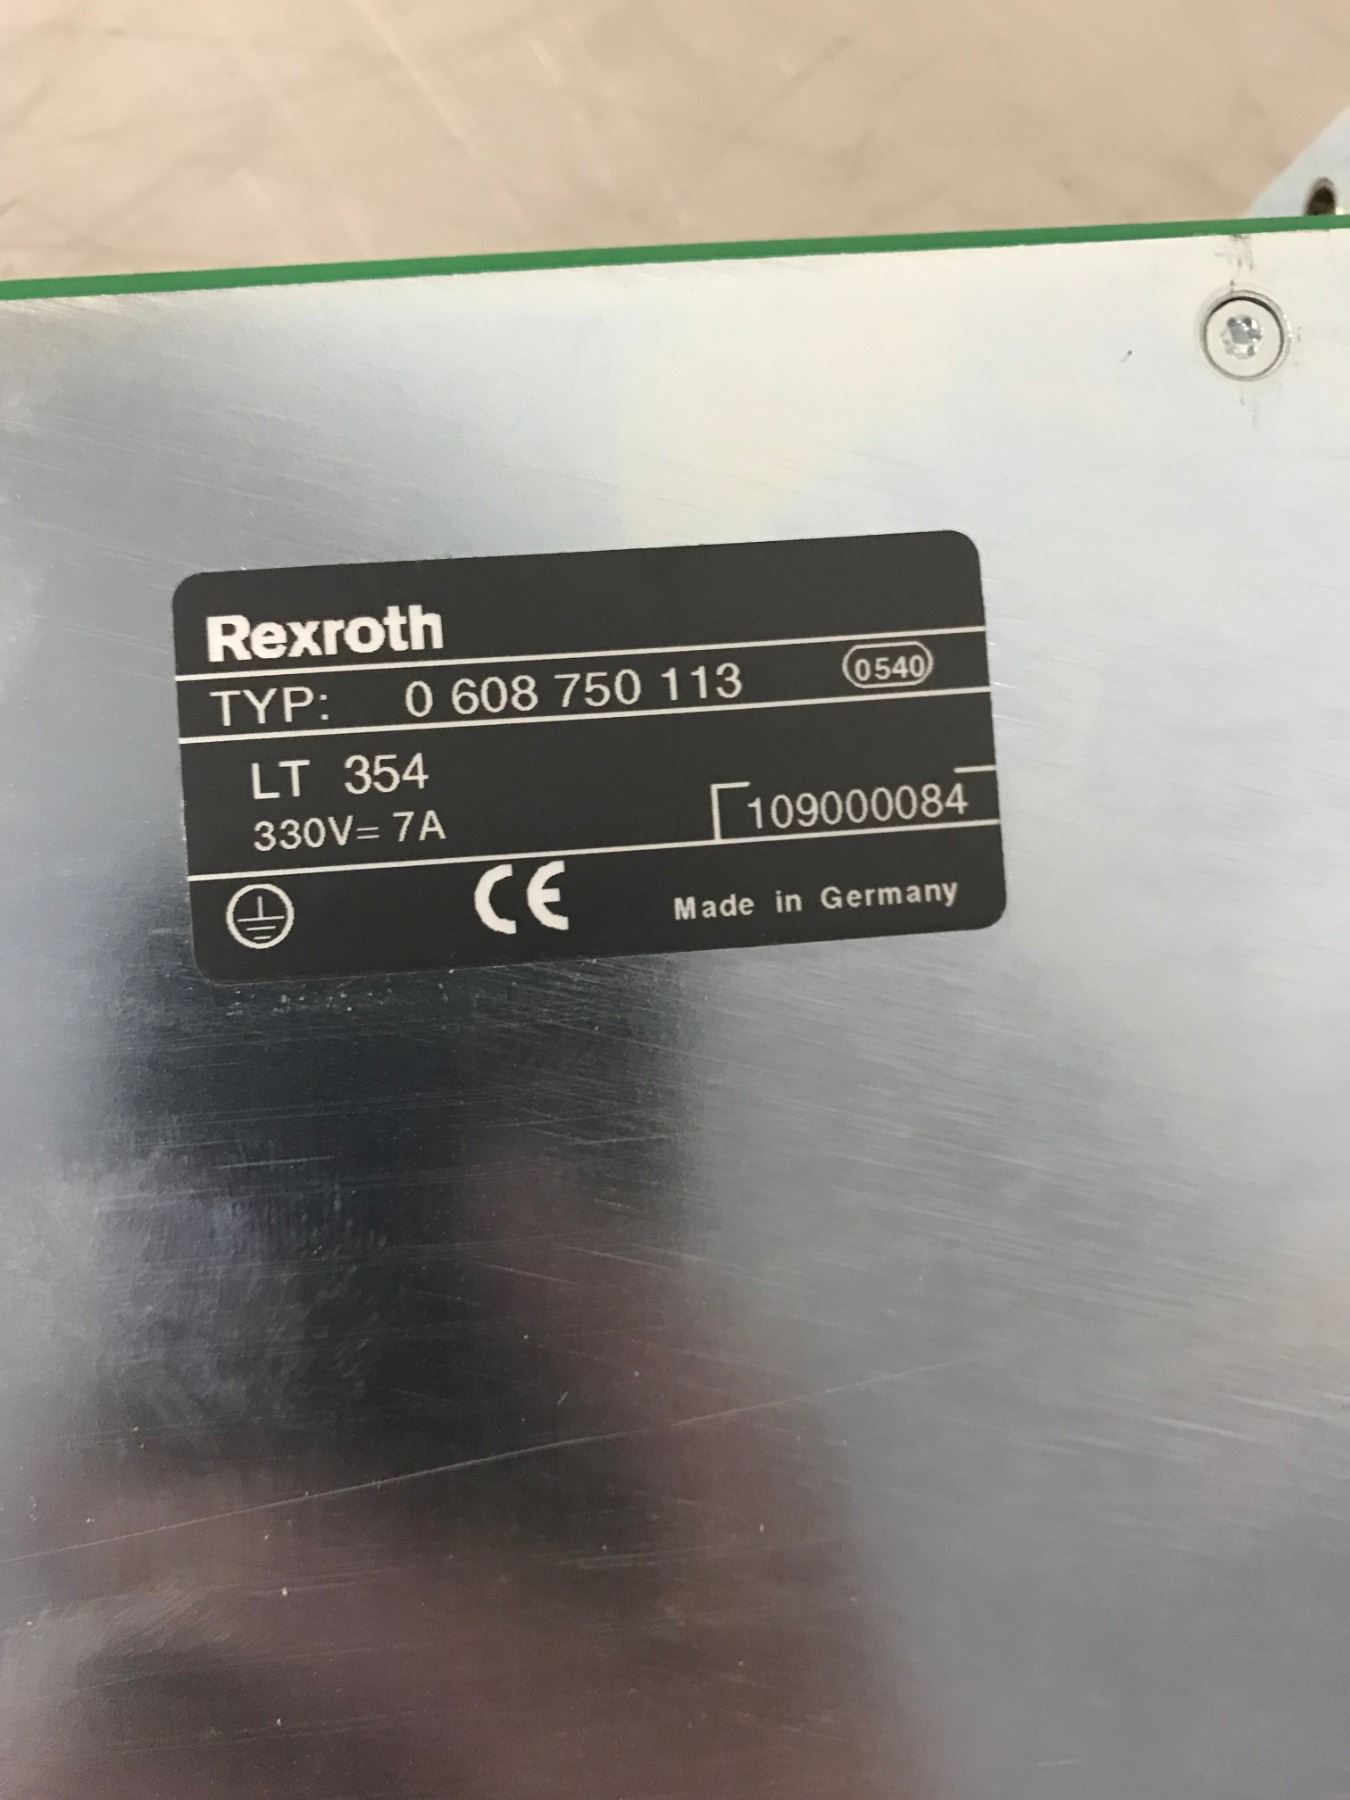 Rexroth
TYP: 0 608 750 113 0540
LT 354
330V= 7A 109000084
CE Made in Germany